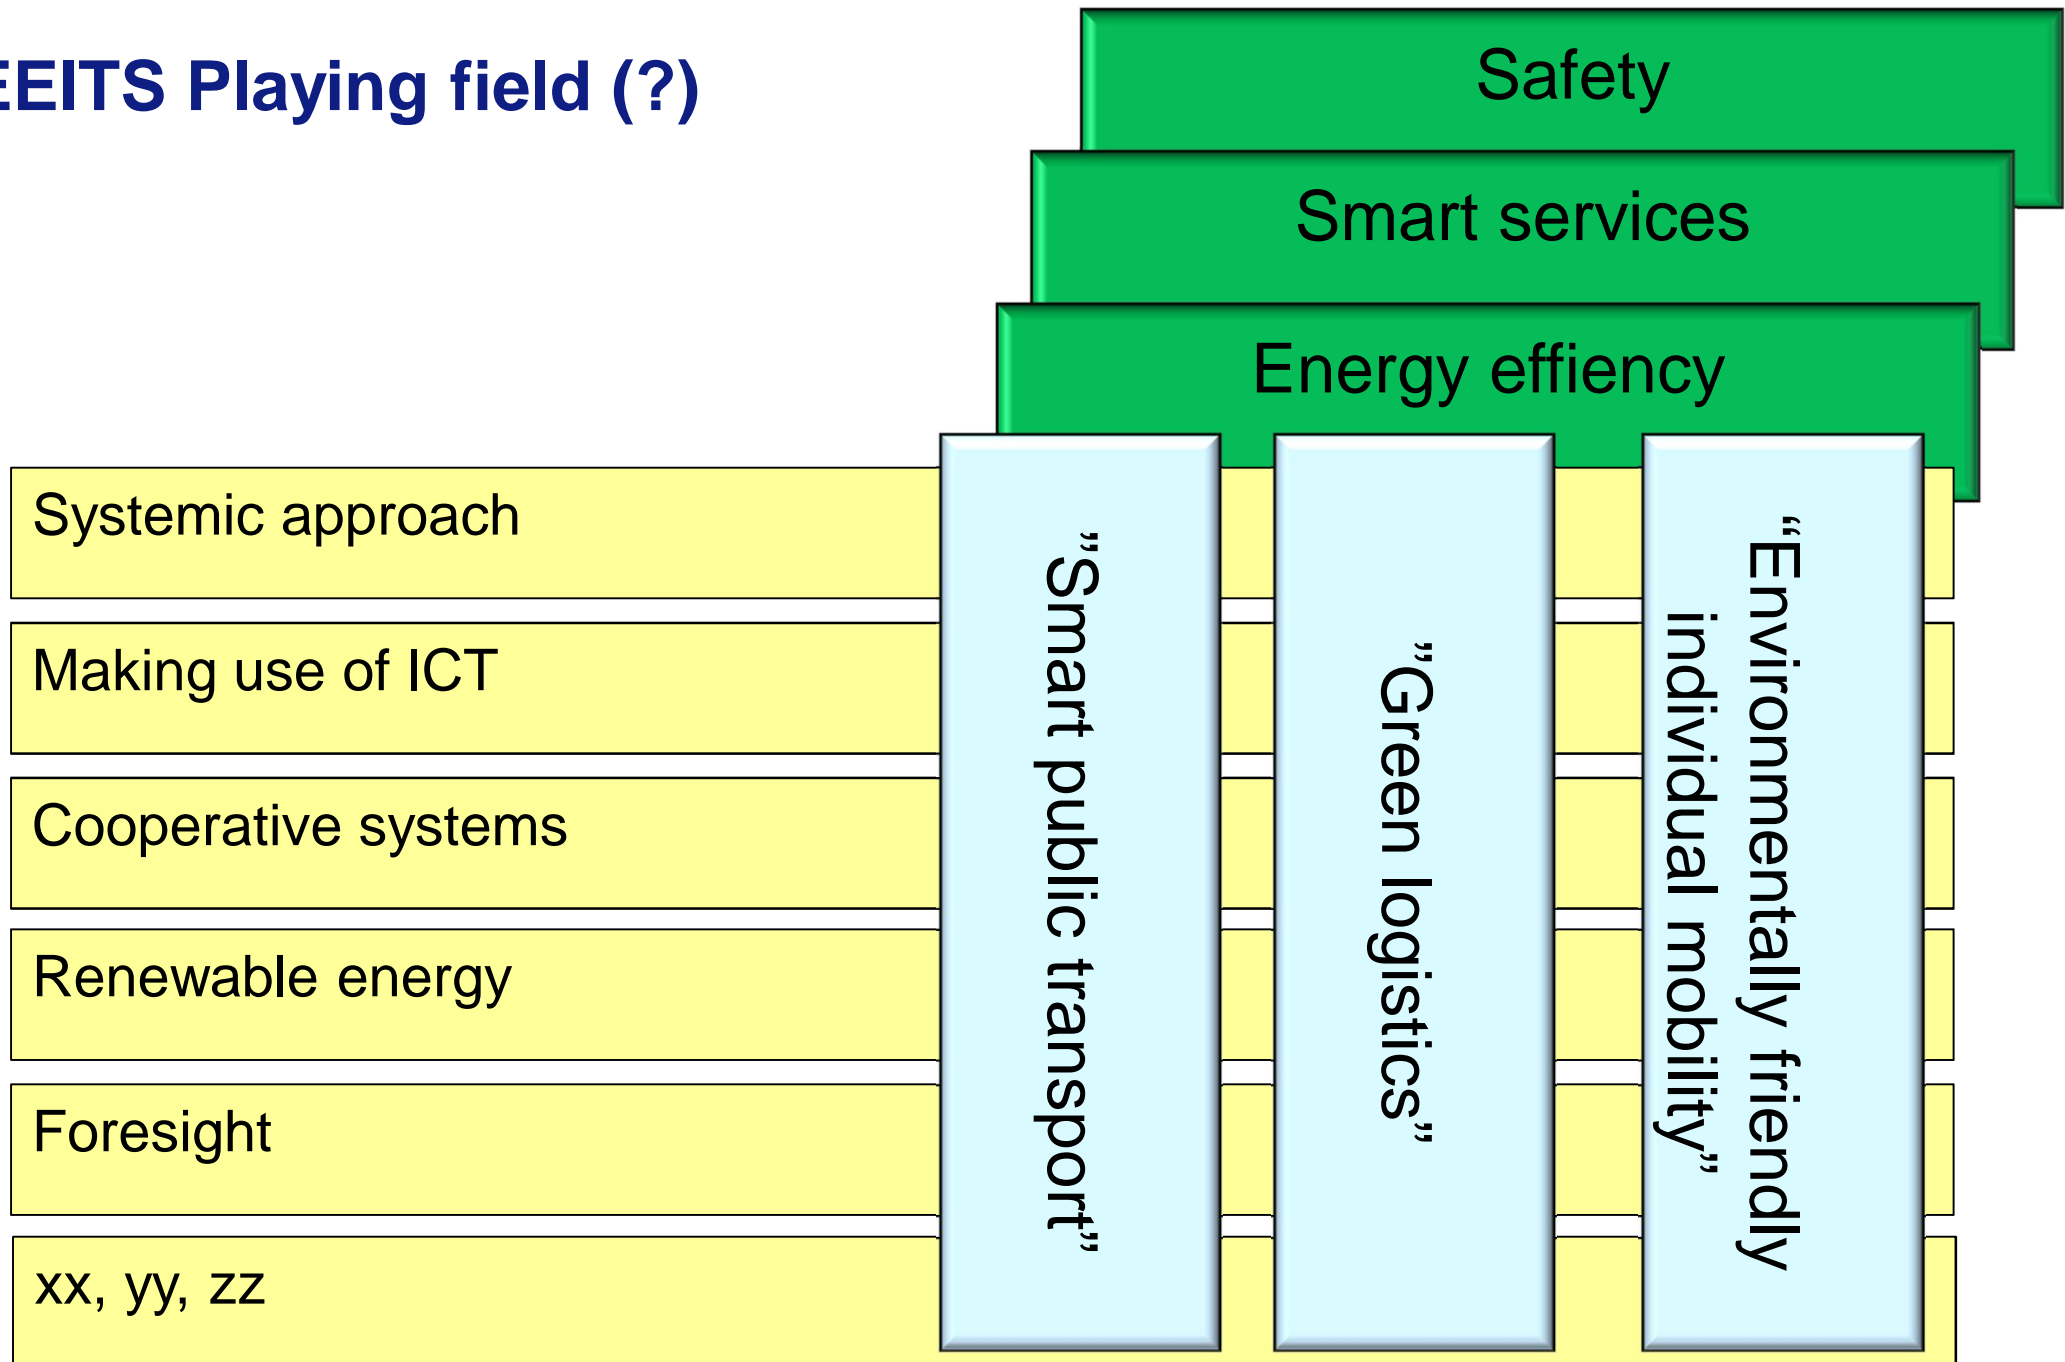 EEITS Playing field (?)
Safety
Smart services
Energy effiency
Systemic approach
Making use of ICT
Cooperative systems
Renewable energy
Foresight
xx, yy, zz
”Smart public transport”
”Green logistics”
“Environmentally friendly
individual mobility”